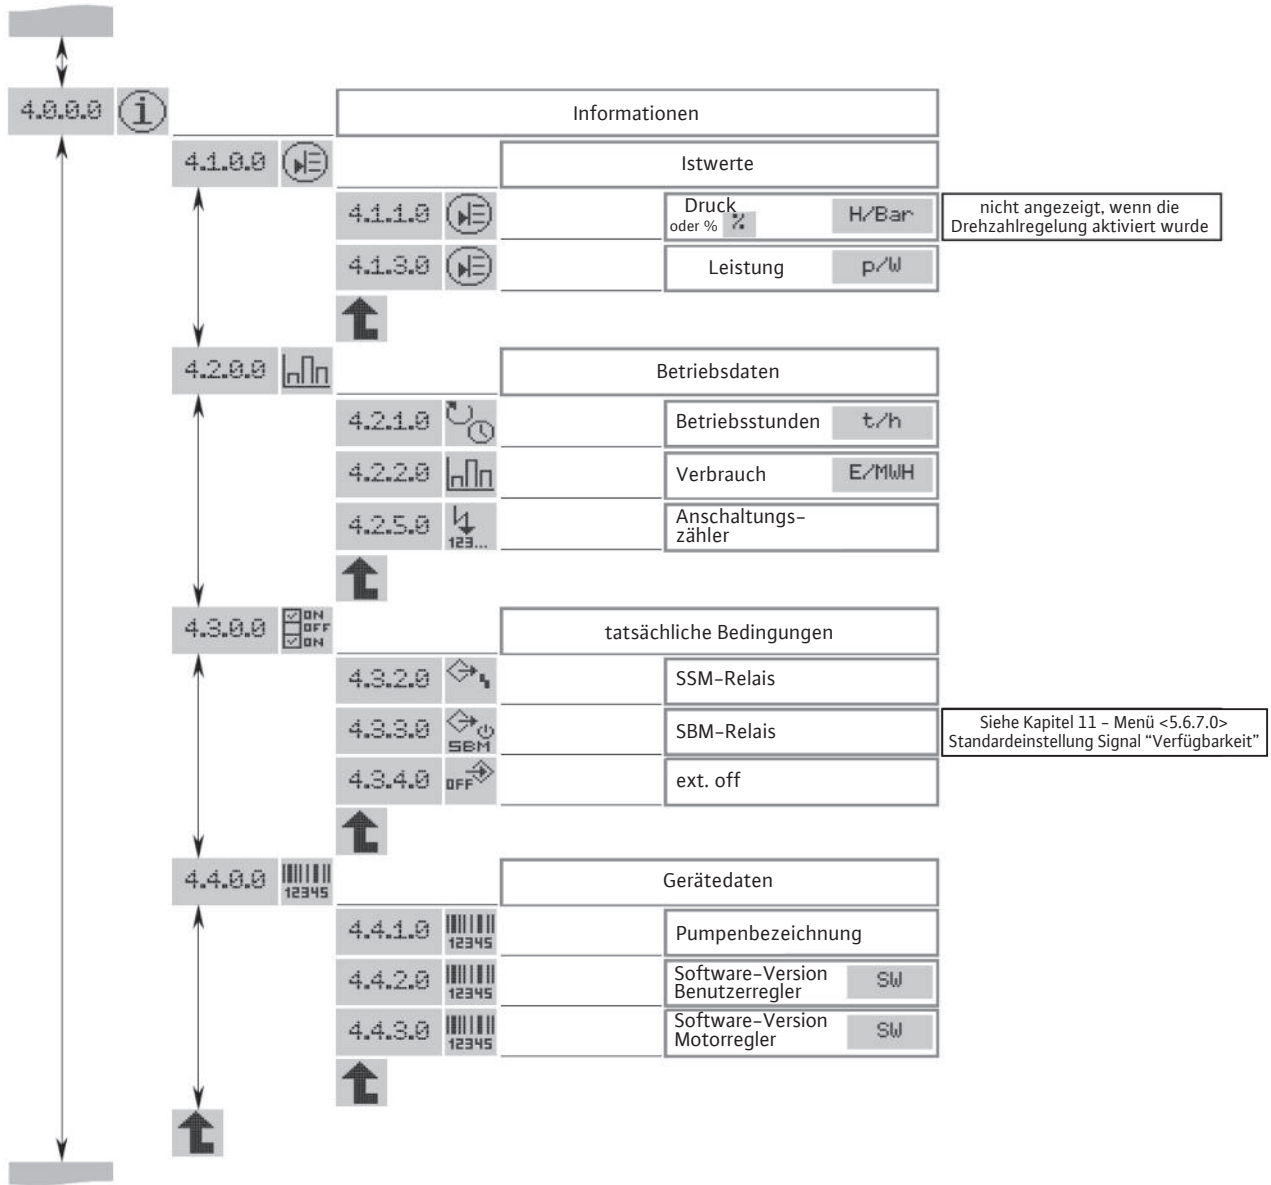 4.0.0.0 i Informationen
4.1.0.0 Istwerte
4.1.1.0 Druck H/Bar
oder % %
nicht angezeigt, wenn die
Drehzahlregelung aktiviert wurde
4.1.3.0 Leistung p/W
4.2.0.0 Betriebsdaten
4.2.1.0 Betriebsstunden t/h
4.2.2.0 Verbrauch E/MWH
4.2.5.0 123... Anschaltungs-
zähler
4.3.0.0 ON
OFF
ON
tatsächliche Bedingungen
4.3.2.0 SSM-Relais
4.3.3.0 SBM SBM-Relais
Siehe Kapitel 11 - Menü <5.6.7.0>
Standardeinstellung Signal “Verfügbarkeit”
4.3.4.0 OFF ext. off
4.4.0.0 12345 Gerätedaten
4.4.1.0 12345 Pumpenbezeichnung
4.4.2.0 12345 Software-Version
Benutzerregler SW
4.4.3.0 12345 Software-Version
Motorregler SW